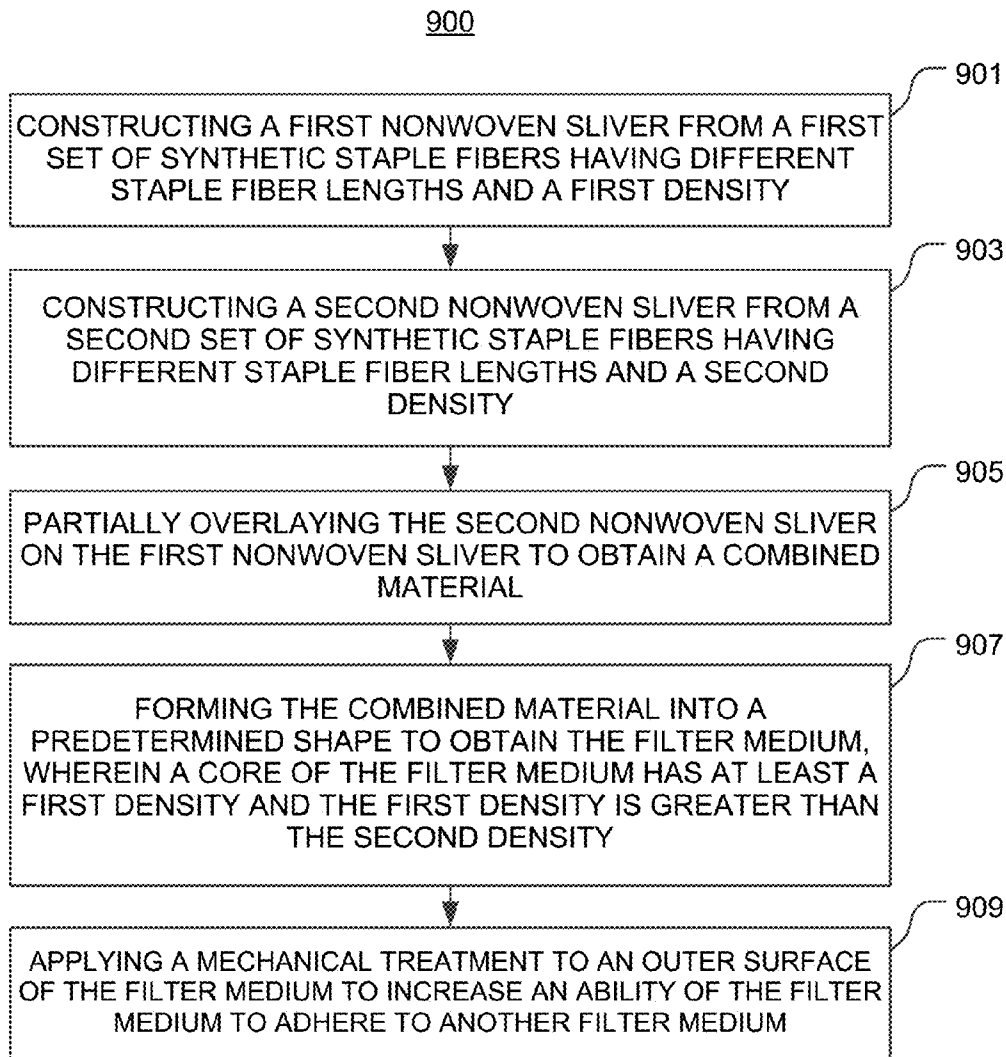 900
901
CONSTRUCTING A FIRST NONWOVEN SLIVER FROM A FIRST
SET OF SYNTHETIC STAPLE FIBERS HAVING DIFFERENT
STAPLE FIBER LENGTHS AND A FIRST DENSITY
903
CONSTRUCTING A SECOND NONWOVEN SLIVER FROM A
SECOND SET OF SYNTHETIC STAPLE FIBERS HAVING
DIFFERENT STAPLE FIBER LENGTHS AND A SECOND
DENSITY
905
PARTIALLY OVERLAYING THE SECOND NONWOVEN SLIVER
ON THE FIRST NONWOVEN SLIVER TO OBTAIN A COMBINED
MATERIAL
907
FORMING THE COMBINED MATERIAL INTO A
PREDETERMINED SHAPE TO OBTAIN THE FILTER MEDIUM,
WHEREIN A CORE OF THE FILTER MEDIUM HAS AT LEAST A
FIRST DENSITY AND THE FIRST DENSITY IS GREATER THAN
THE SECOND DENSITY
909
APPLYING A MECHANICAL TREATMENT TO AN OUTER SURFACE
OF THE FILTER MEDIUM TO INCREASE AN ABILITY OF THE FILTER
MEDIUM TO ADHERE TO ANOTHER FILTER MEDIUM